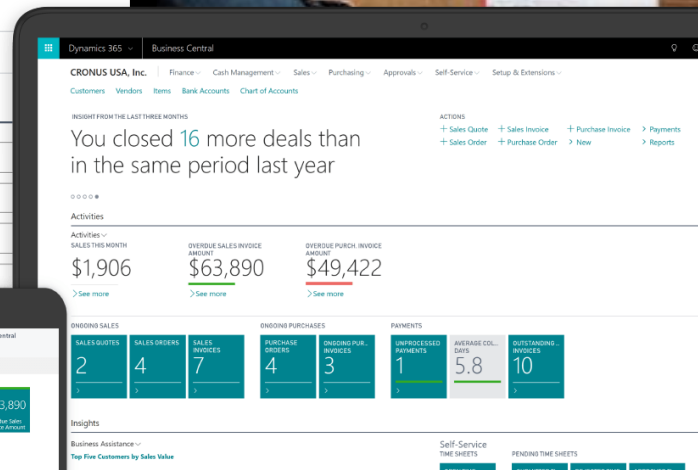 Dynamics 365
Business Central
CRONUS USA, Inc.
Finance
Cash Management
Sales
Purchasing
Approvals
Self-Service
Setup & Extensions
Customers
Vendors
Items
Bank Accounts
Chart of Accounts
INSIGHT FROM THE LAST THREE MONTHS
You closed 16 more deals than
in the same period last year
ACTIONS
+ Sales Quote
+ Sales Invoice
+ Purchase Invoice
> Payments
+ Sales Order
+ Purchase Order
> New
> Reports
Activities
Activities
SALES THIS MONTH
$1,906
> See more
OVERDUE SALES INVOICE
AMOUNT
$63,890
> See more
OVERDUE PURCH. INVOICE
AMOUNT
$49,422
> See more
ONGOING SALES
SALES QUOTES
2
SALES ORDERS
4
SALES
INVOICES
7
ONGOING PURCHASES
PURCHASE
ORDERS
4
ONGOING PUR...
INVOICES
3
PAYMENTS
UNPROCESSED
PAYMENTS
1
AVERAGE COL...
DAYS
5.8
OUTSTANDING...
INVOICES
10
Insights
Business Assistance
Top Five Customers by Sales Value
Self-Service
TIME SHEETS
PENDING TIME SHEETS
entral
3,890
due Sales
ce Amount